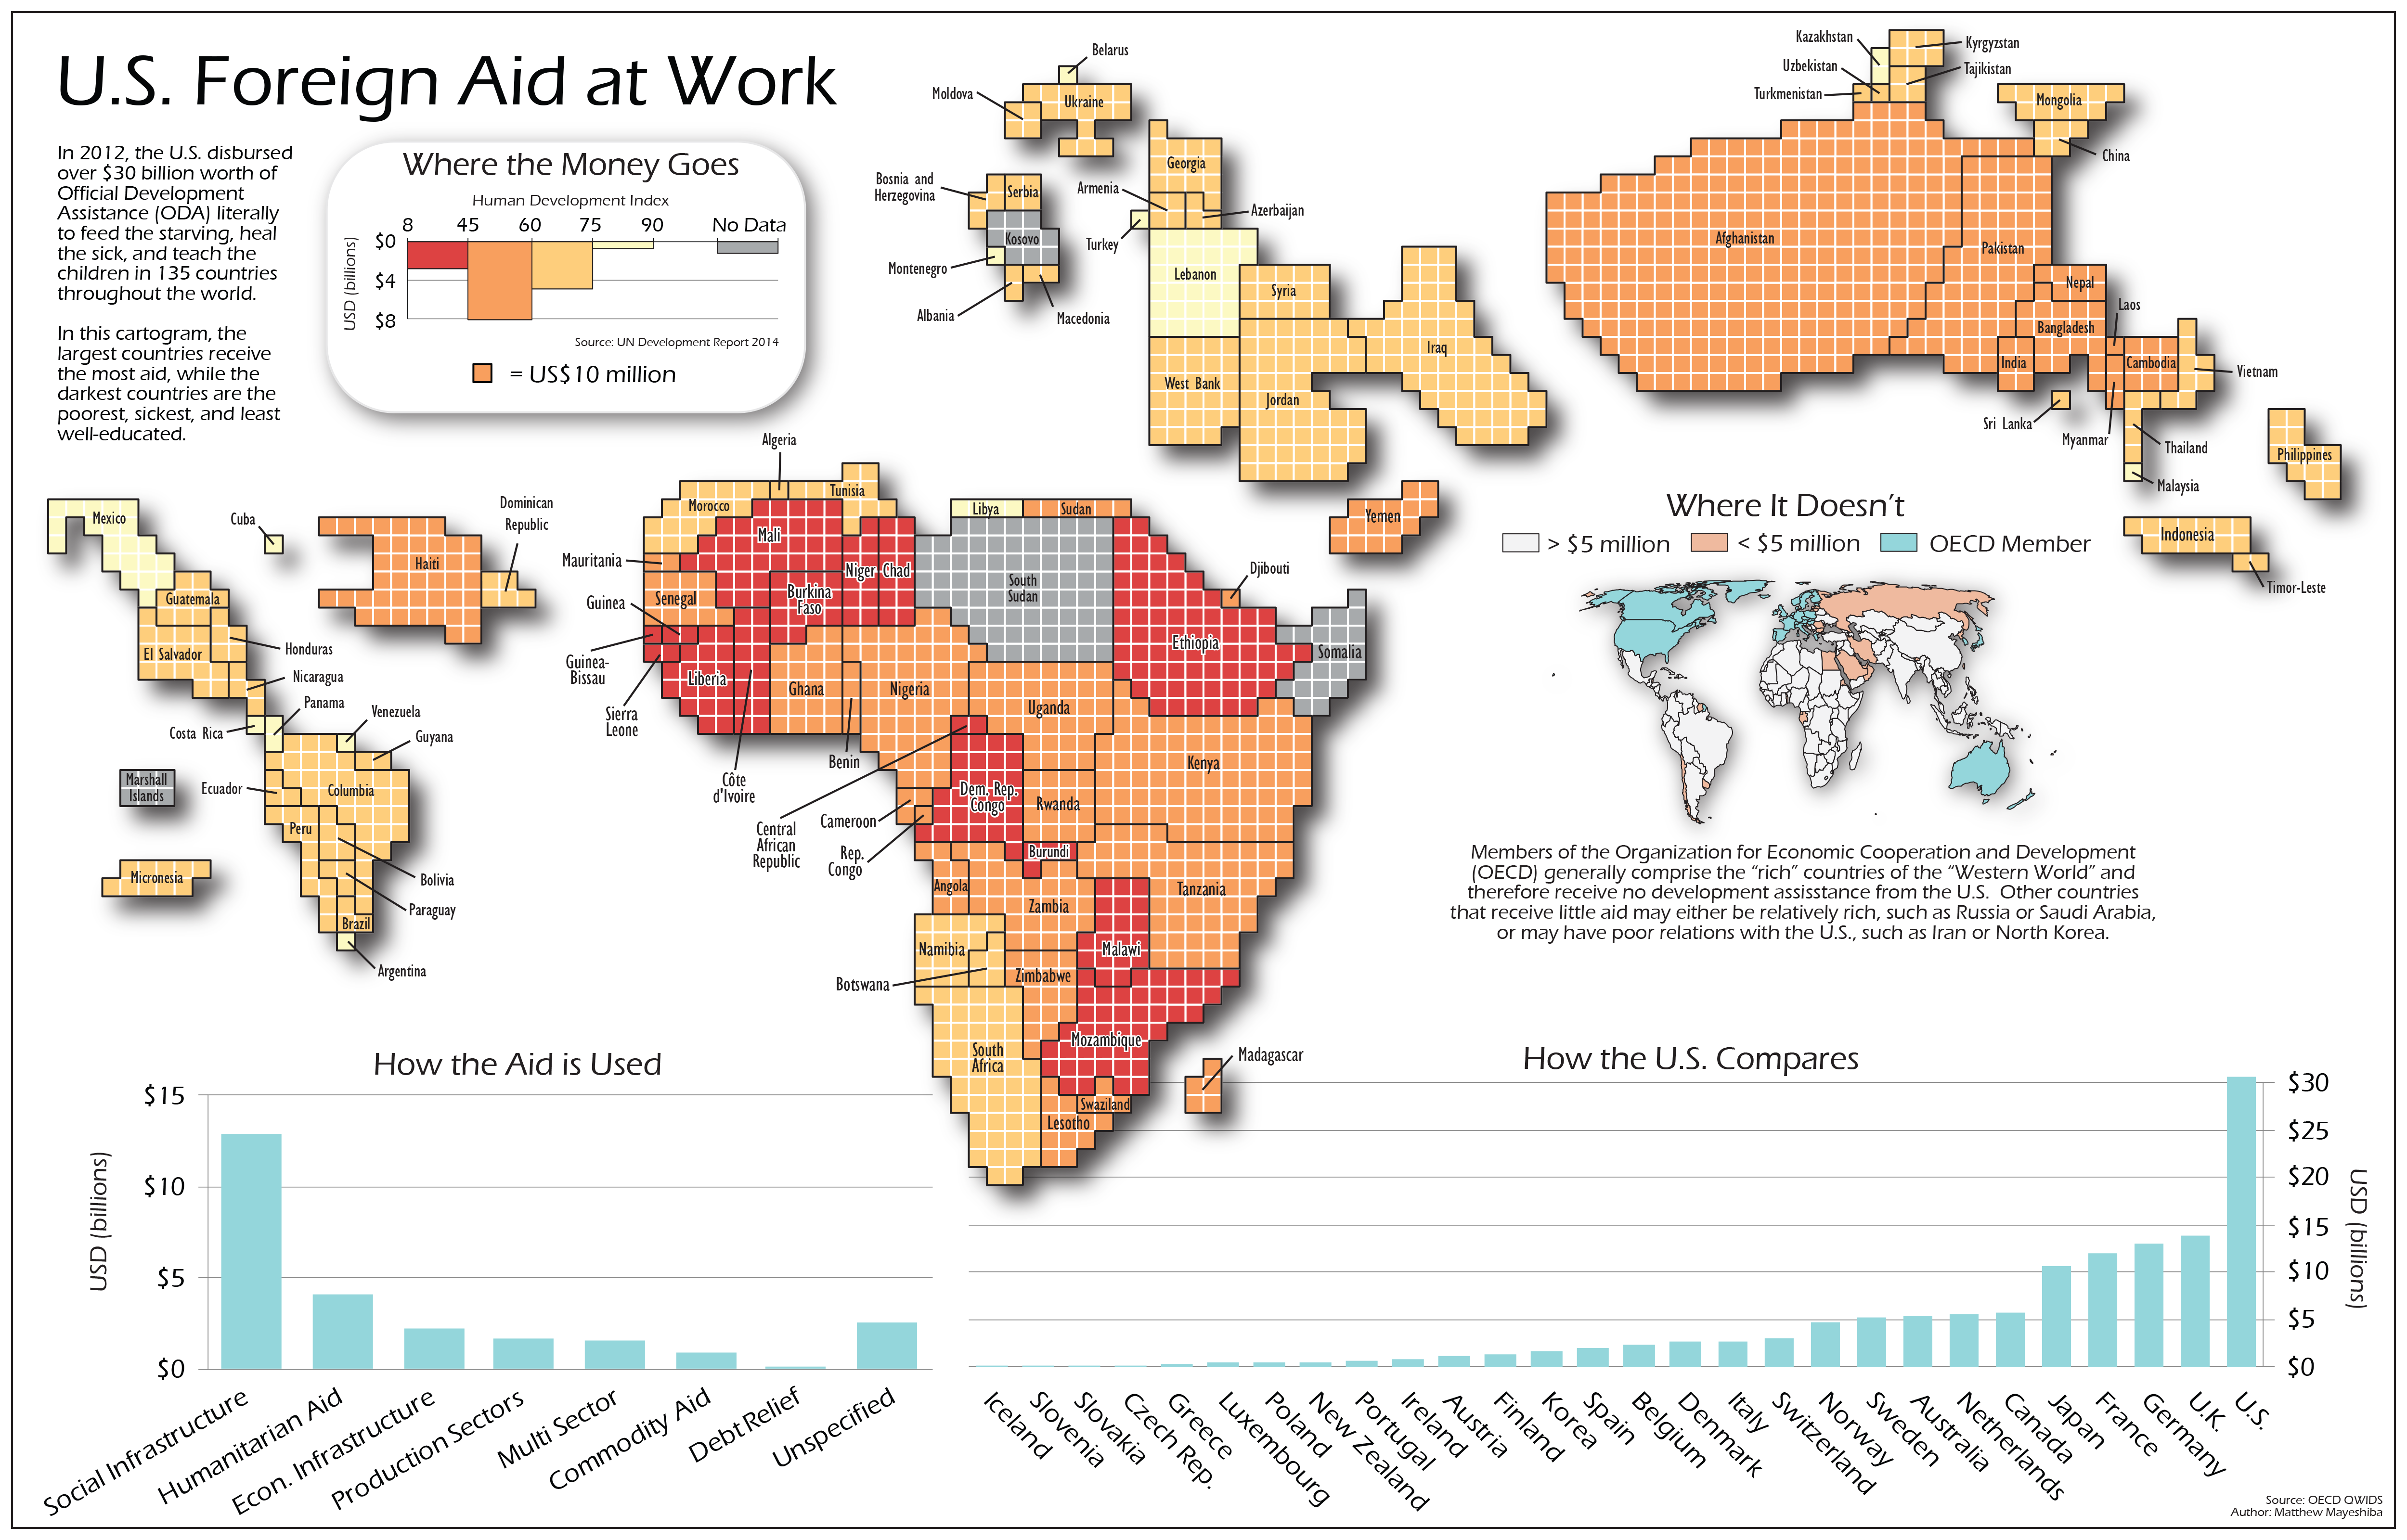 U.S. Foreign Aid at Work
In 2012, the U.S. disbursed
over $30 billion worth of
Official Development
Assistance (ODA) literally
to feed the starving, heal
the sick, and teach the
children in 135 countries
throughout the world.
In this cartogram, the
largest countries receive
the most aid, while the
darkest countries are the
poorest, sickest, and least
well-educated.
Where the Money Goes
Human Development Index
8 45 60 75 90 No Data
USD (billions)
$0
$4
$8
Source: UN Development Report 2014
= US$10 million
Belarus
Moldova
Ukraine
Bosnia and
Herzegovina
Serbia
Kosovo
Montenegro
Albania
Macedonia
Georgia
Armenia
Azerbaijan
Turkey
Lebanon
Syria
West Bank
Jordan
Iraq
Kazakhstan
Kyrgyzstan
Uzbekistan
Tajikistan
Turkmenistan
Mongolia
China
Afghanistan
Pakistan
Nepal
Laos
Bangladesh
India
Cambodia
Vietnam
Sri Lanka
Myanmar
Thailand
Malaysia
Philippines
Indonesia
Timor-Leste
Mexico
Cuba
Haiti
Dominican
Republic
Guatemala
Honduras
El Salvador
Nicaragua
Panama
Costa Rica
Venezuela
Guyana
Marshall
Islands
Ecuador
Columbia
Peru
Micronesia
Bolivia
Paraguay
Brazil
Argentina
Algeria
Morocco
Tunisia
Libya
Sudan
Yemen
Mali
Mauritania
Niger
Chad
South
Sudan
Djibouti
Senegal
Burkina
Faso
Guinea
Guinea-
Bissau
Ethiopia
Somalia
Sierra
Leone
Liberia
Côte
d'Ivoire
Ghana
Benin
Nigeria
Uganda
Kenya
Central
African
Republic
Dem. Rep.
Congo
Rwanda
Cameroon
Rep.
Congo
Burundi
Angola
Zambia
Tanzania
Namibia
Malawi
Botswana
Zimbabwe
Mozambique
South
Africa
Madagascar
Swaziland
Lesotho
Where It Doesn't
> $5 million < $5 million OECD Member
Members of the Organization for Economic Cooperation and Development
(OECD) generally comprise the “rich” countries of the “Western World” and
therefore receive no development assisstance from the U.S. Other countries
that receive little aid may either be relatively rich, such as Russia or Saudi Arabia,
or may have poor relations with the U.S., such as Iran or North Korea.
How the Aid is Used
USD (billions)
$15
$10
$5
$0
Social Infrastructure
Humanitarian Aid
Econ. Infrastructure
Production Sectors
Multi Sector
Commodity Aid
Debt Relief
Unspecified
How the U.S. Compares
$30
$25
$20
$15
$10
$5
$0
USD (billions)
Iceland
Slovenia
Slovakia
Czech Rep.
Greece
Luxembourg
Poland
New Zealand
Portugal
Ireland
Austria
Finland
Korea
Spain
Belgium
Denmark
Italy
Switzerland
Norway
Sweden
Australia
Netherlands
Canada
Japan
France
Germany
U.K.
U.S.
Source: OECD QWIDS
Author: Matthew Mayeshiba